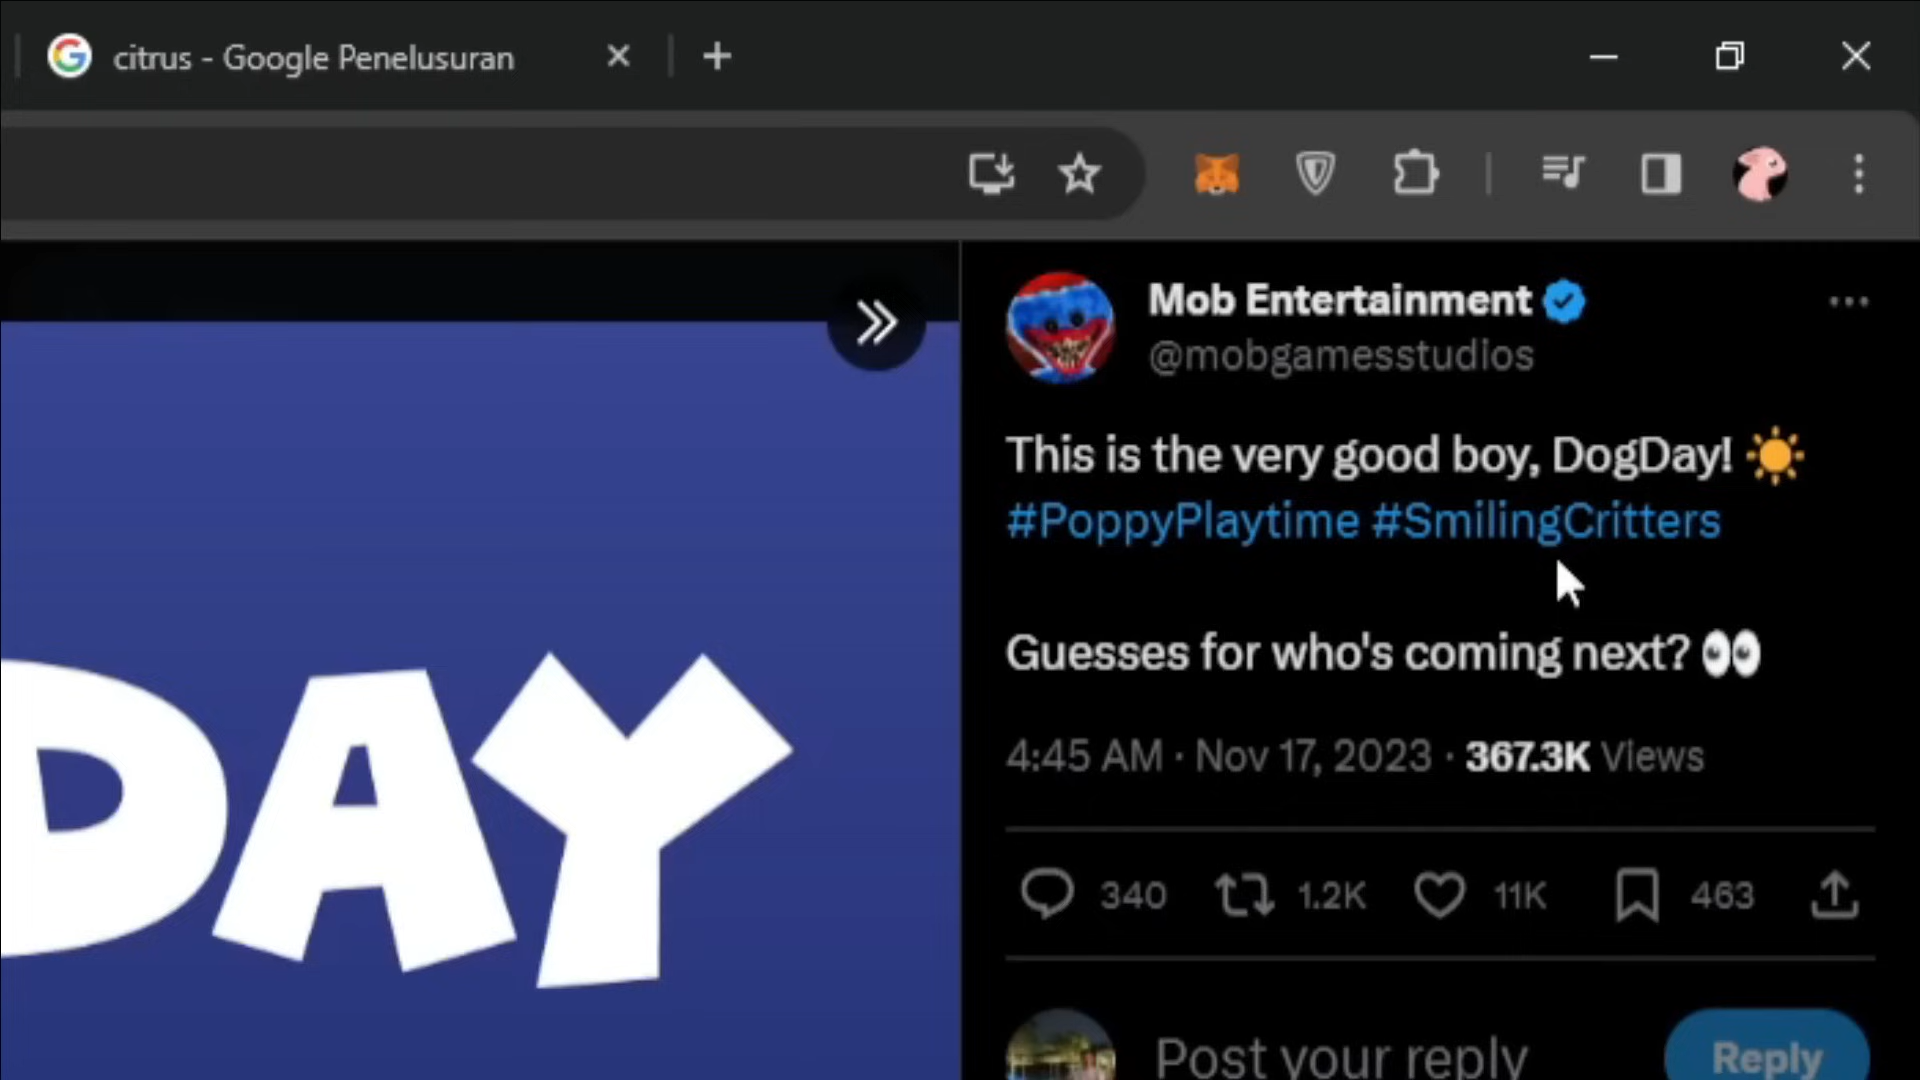 citrus - Google Penelusuran
Mob Entertainment
@mobgamesstudios
This is the very good boy, DogDay! ☀️
#PoppyPlaytime #SmilingCritters
Guesses for who's coming next? 👀
4:45 AM · Nov 17, 2023 · 367.3K Views
DAY
340 1.2K 11K 463
Post your reply
Reply